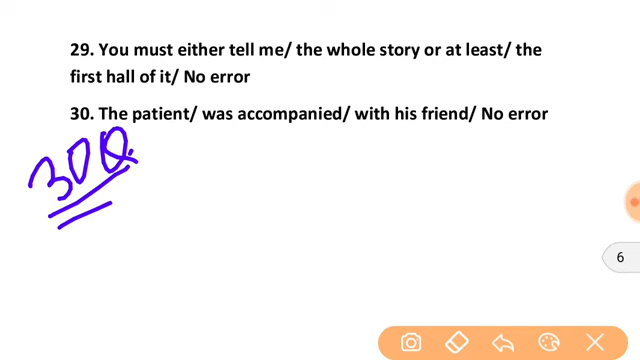 29. You must either tell me/ the whole story or at least/ the
first hall of it/ No error
30. The patient/ was accompanied/ with his friend/ No error
30Q.
6